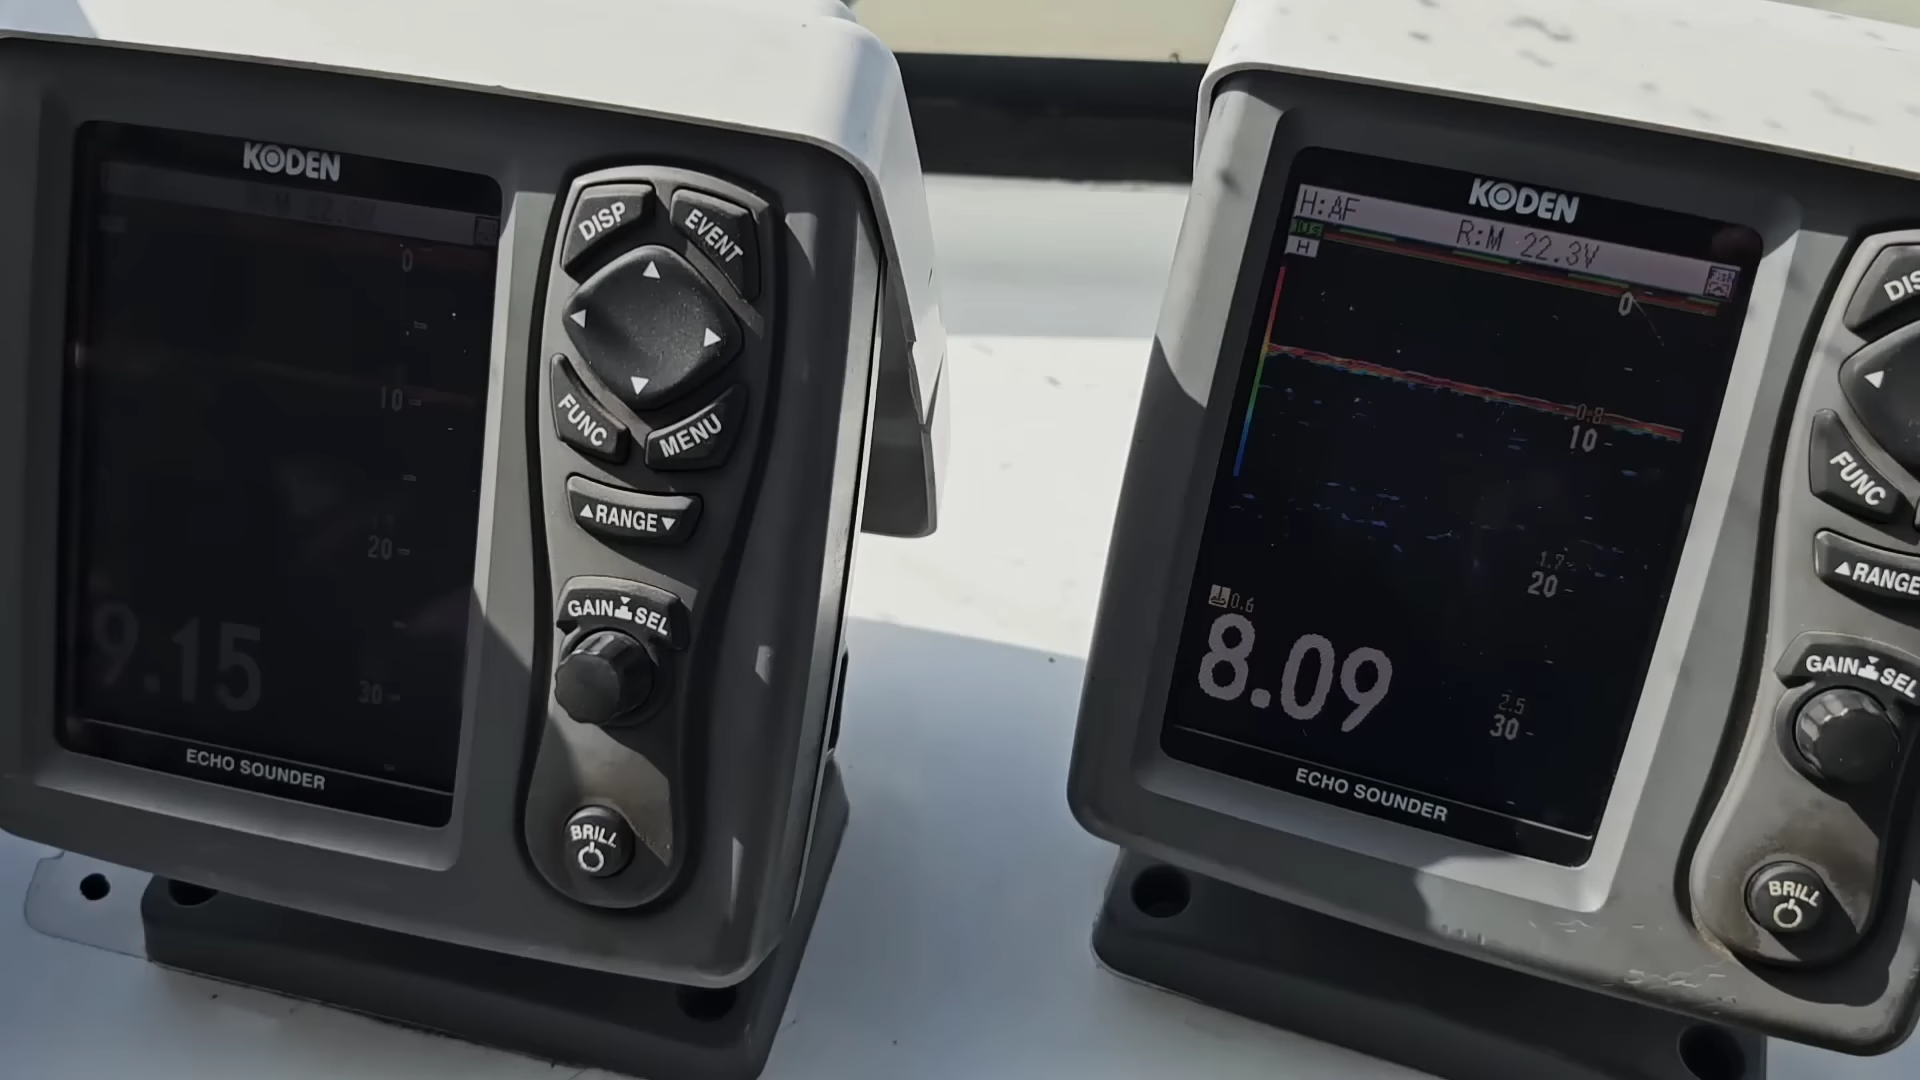 KODEN
0
10
20
30
9.15
ECHO SOUNDER
DISP
EVENT
FUNC
MENU
▲RANGE▼
GAIN SEL
BRILL
KODEN
H:AF
R:M 22.3V
H
0
0.8
10
1.7
20
0.6
8.09
2.5
30
ECHO SOUNDER
FUNC
▲RANGE
GAIN SEL
BRILL